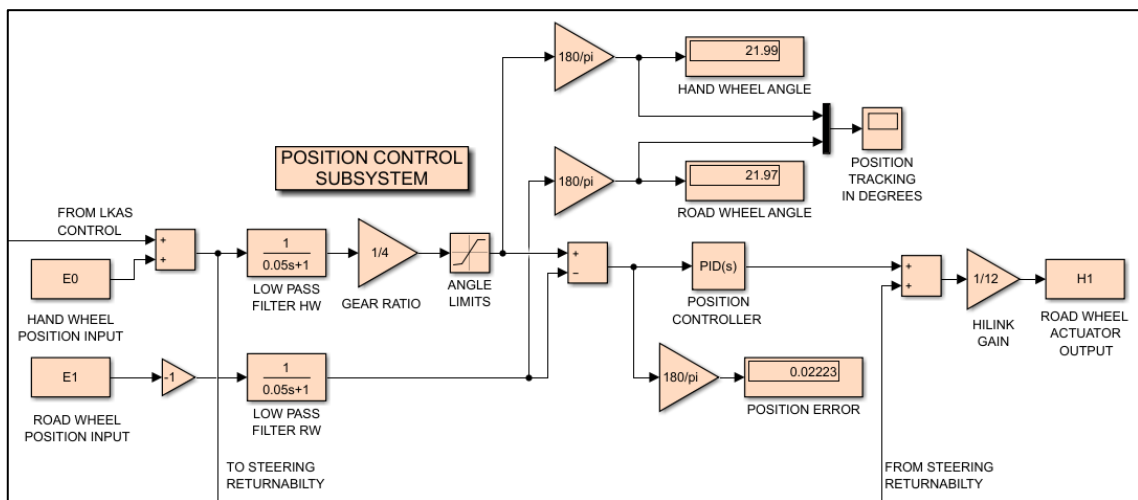 180/pi
21.99
HAND WHEEL ANGLE
POSITION CONTROL
SUBSYSTEM
180/pi
21.97
ROAD WHEEL ANGLE
POSITION
TRACKING
IN DEGREES
FROM LKAS
CONTROL
+
+
E0
HAND WHEEL
POSITION INPUT
1
0.05s+1
LOW PASS
FILTER HW
1/4
GEAR RATIO
ANGLE
LIMITS
+
−
PID(s)
POSITION
CONTROLLER
+
+
1/12
HILINK
GAIN
H1
ROAD WHEEL
ACTUATOR
OUTPUT
E1
ROAD WHEEL
POSITION INPUT
-1
1
0.05s+1
LOW PASS
FILTER RW
180/pi
0.02223
POSITION ERROR
TO STEERING
RETURNABILTY
FROM STEERING
RETURNABILTY